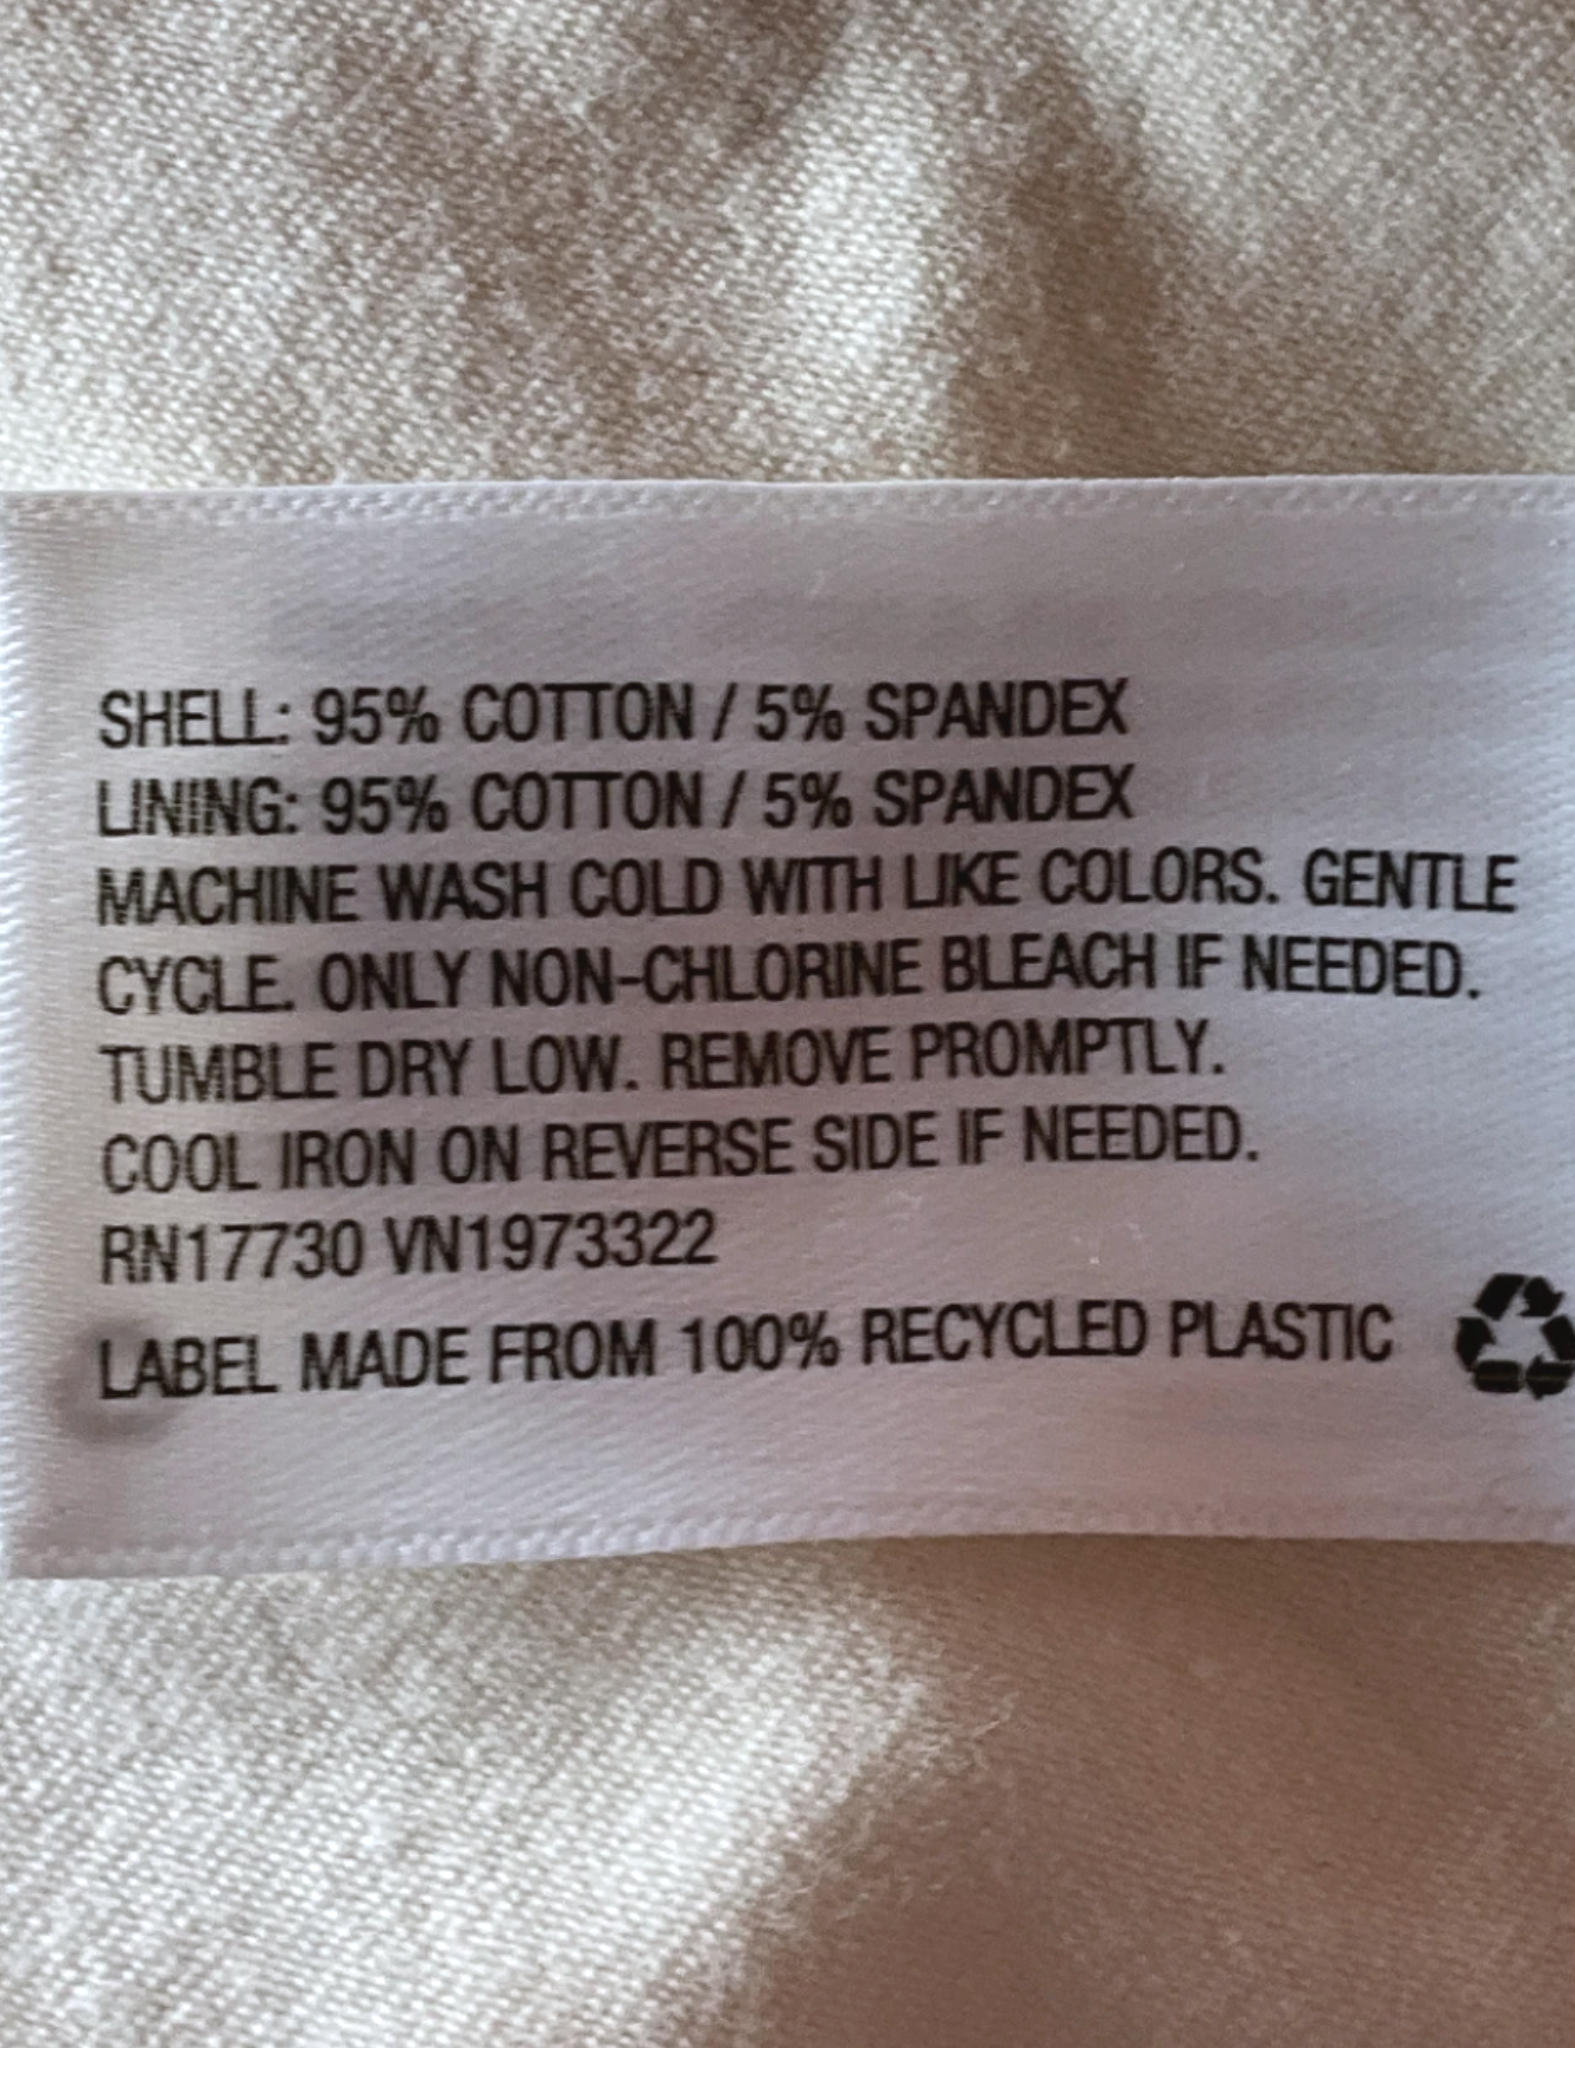 SHELL: 95% COTTON / 5% SPANDEX
LINING: 95% COTTON / 5% SPANDEX
MACHINE WASH COLD WITH LIKE COLORS. GENTLE
CYCLE. ONLY NON-CHLORINE BLEACH IF NEEDED.
TUMBLE DRY LOW. REMOVE PROMPTLY.
COOL IRON ON REVERSE SIDE IF NEEDED.
RN17730 VN1973322
LABEL MADE FROM 100% RECYCLED PLASTIC